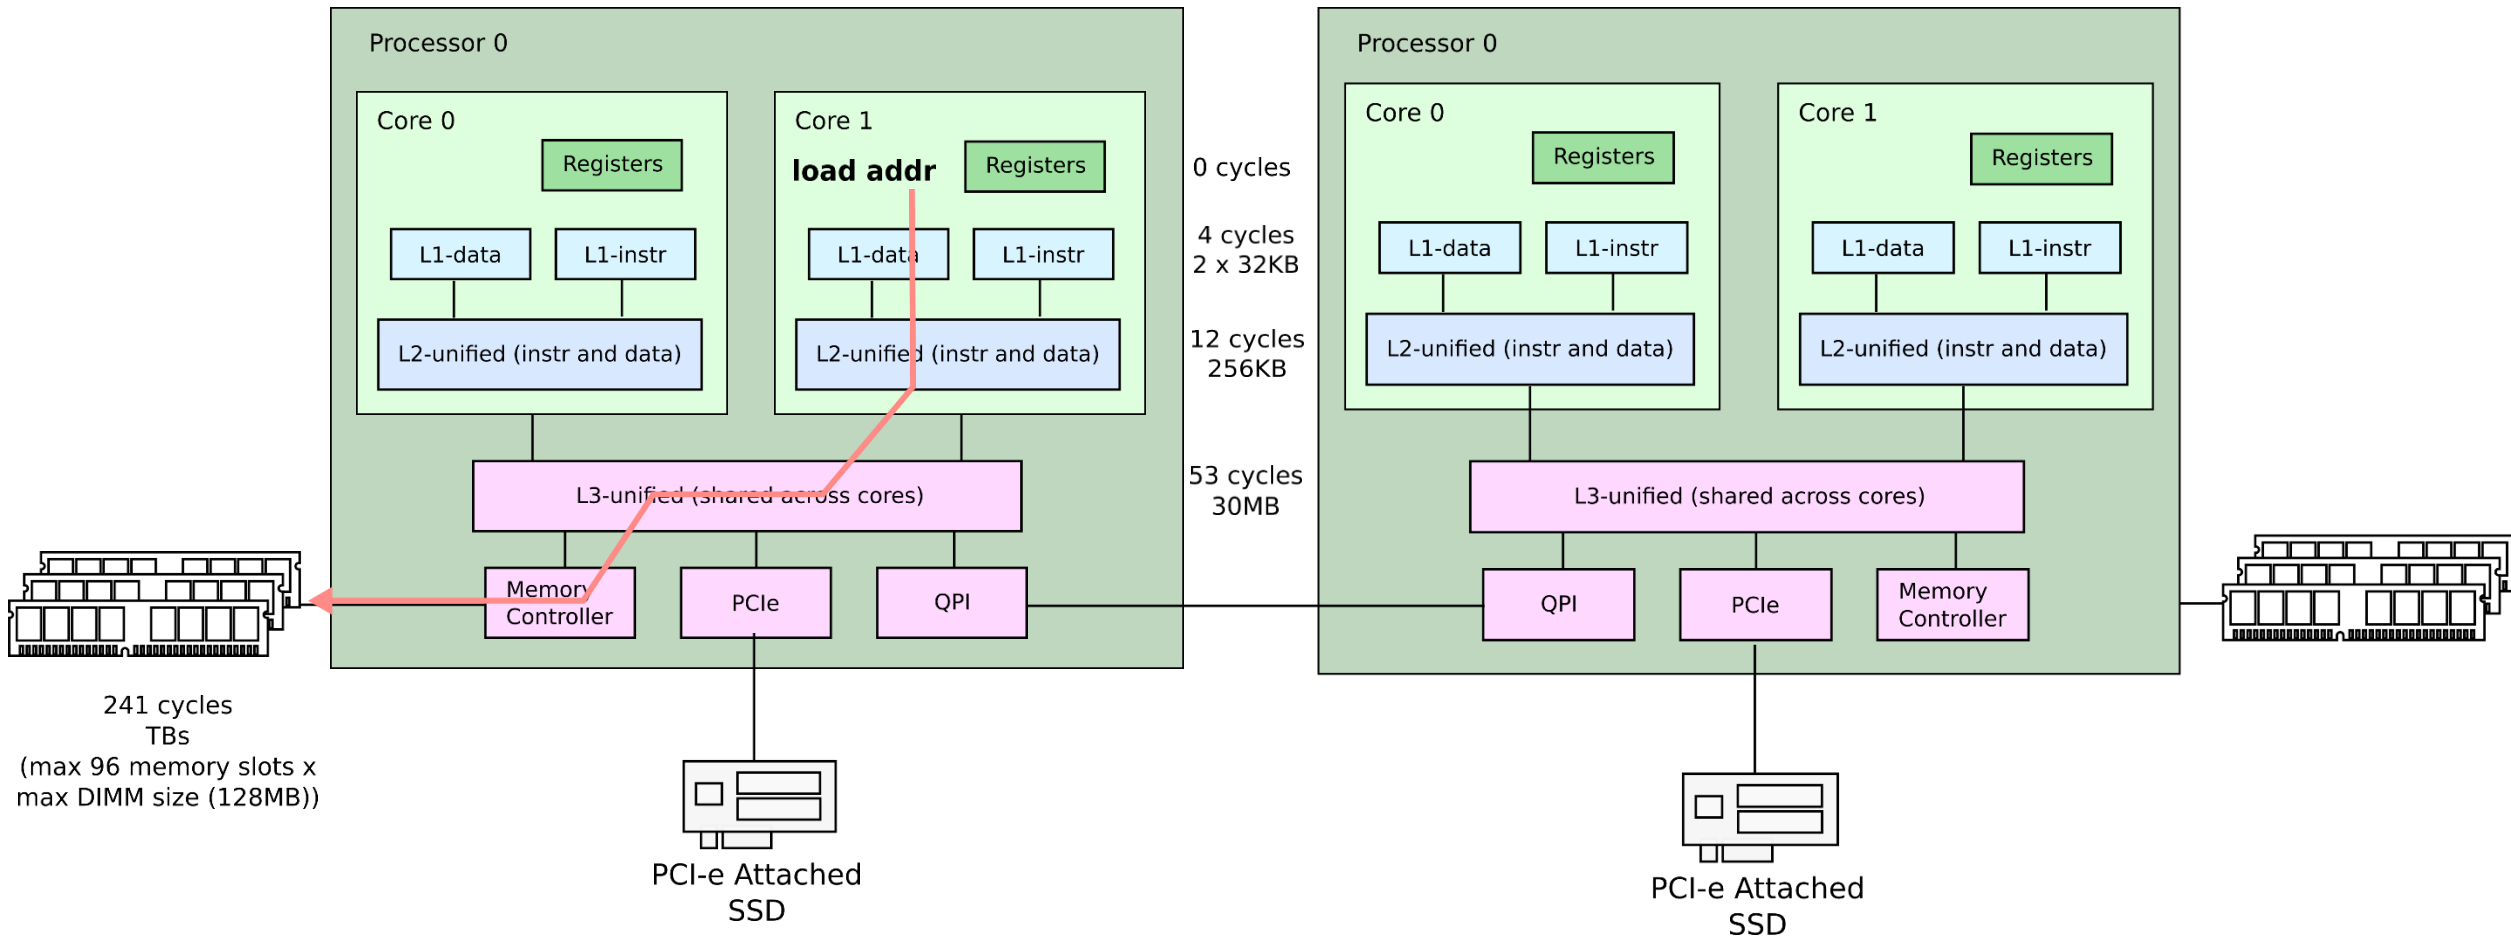 Processor 0
Core 0
Registers
L1-data
L1-instr
L2-unified (instr and data)
Core 1
load addr
Registers
L1-data
L1-instr
L2-unified (instr and data)
L3-unified (shared across cores)
Memory
Controller
PCIe
QPI
0 cycles
4 cycles
2 x 32KB
12 cycles
256KB
53 cycles
30MB
Processor 0
Core 0
Registers
L1-data
L1-instr
L2-unified (instr and data)
Core 1
Registers
L1-data
L1-instr
L2-unified (instr and data)
L3-unified (shared across cores)
QPI
PCIe
Memory
Controller
241 cycles
TBs
(max 96 memory slots x
max DIMM size (128MB))
PCI-e Attached
SSD
PCI-e Attached
SSD